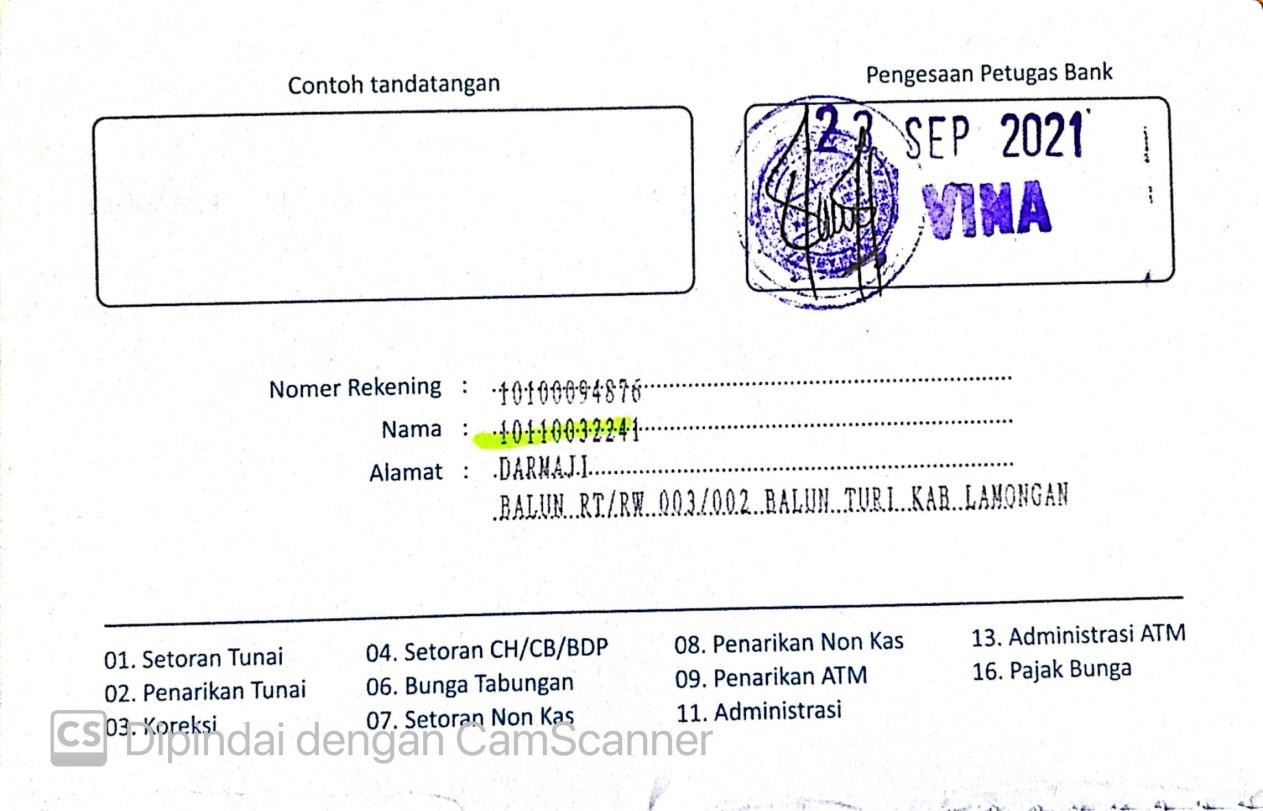 Contoh tandatangan
Pengesaan Petugas Bank
23 SEP 2021
VINA
Nomer Rekening : 10100094876
Nama : 10110032241
Alamat : DARMAJI
BALUN RT/RW 003/002 BALUN TURI KAB LAMONGAN
01. Setoran Tunai
02. Penarikan Tunai
03. Koreksi
04. Setoran CH/CB/BDP
06. Bunga Tabungan
07. Setoran Non Kas
08. Penarikan Non Kas
09. Penarikan ATM
11. Administrasi
13. Administrasi ATM
16. Pajak Bunga
CS Dipindai dengan CamScanner